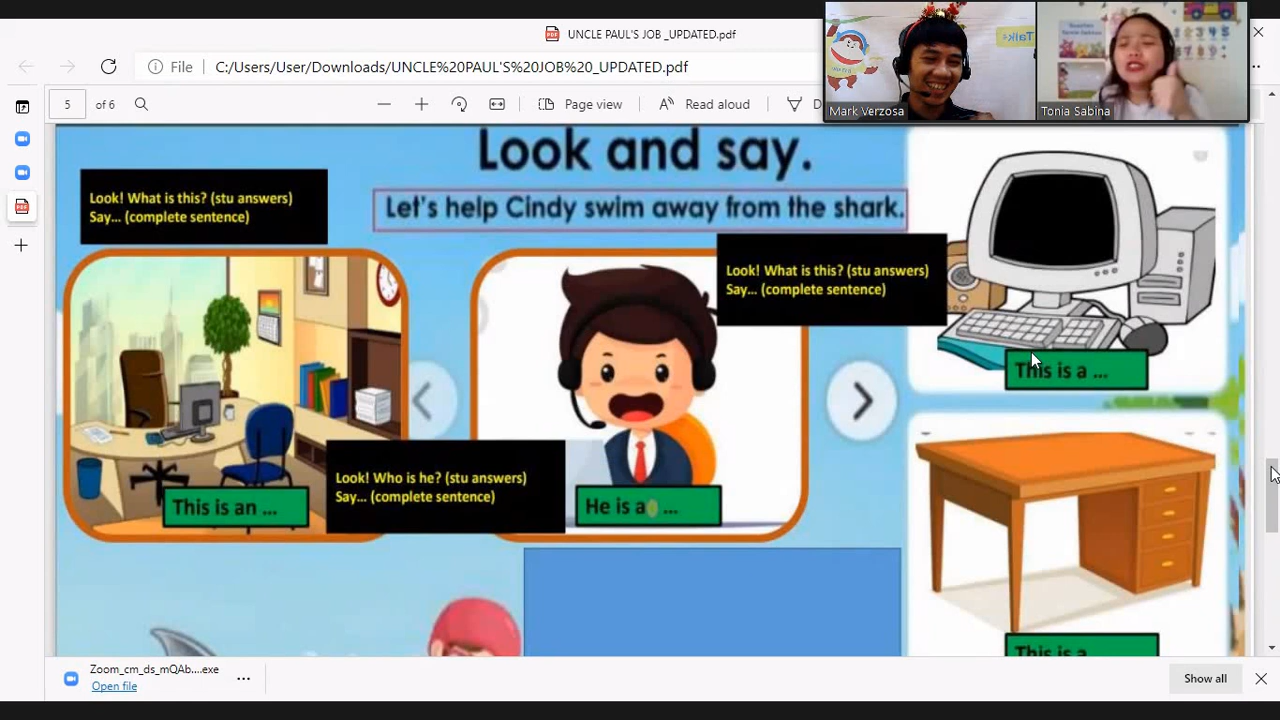 UNCLE PAUL'S JOB _UPDATED.pdf
File
C:/Users/User/Downloads/UNCLE%20PAUL'S%20JOB%20_UPDATED.pdf
5 of 6
Page view
Read aloud
Mark Verzosa
Tonia Sabina
Look and say.
Let's help Cindy swim away from the shark.
Look! What is this? (stu answers)
Say... (complete sentence)
Look! What is this? (stu answers)
Say... (complete sentence)
This is a ...
Look! Who is he? (stu answers)
Say... (complete sentence)
This is an ...
He is a ...
This is a
Zoom_cm_ds_mQAb....exe
Open file
Show all